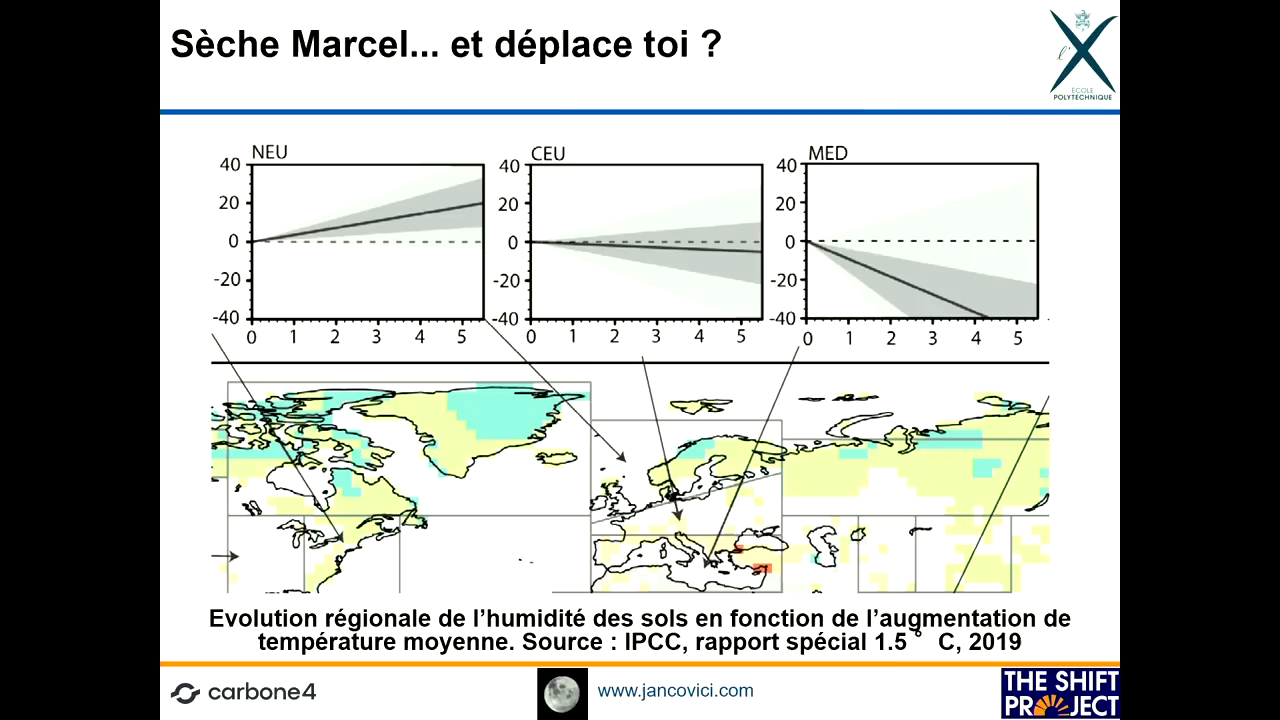 Sèche Marcel... et déplace toi ?
l'
ÉCOLE
POLYTECHNIQUE
NEU
40
20
0
-20
-40
0 1 2 3 4 5
CEU
40
20
0
-20
-40
0 1 2 3 4 5
MED
40
20
0
-20
-40
0 1 2 3 4 5
Evolution régionale de l’humidité des sols en fonction de l’augmentation de
température moyenne. Source : IPCC, rapport spécial 1.5 ° C, 2019
carbone4
www.jancovici.com
THE SHIFT
PROJECT